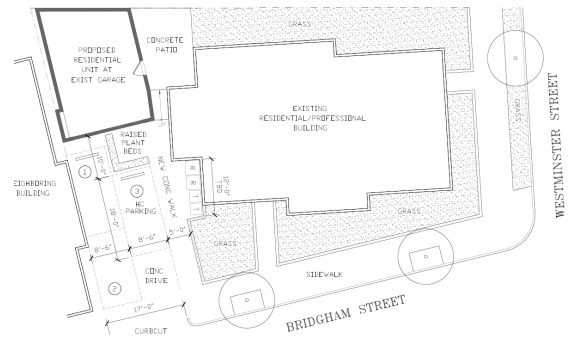 GRASS
CONCRETE
PATIO
PROPOSED
RESIDENTIAL
UNIT AT
EXIST GARAGE
EXISTING
RESIDENTIAL/PROFESSIONAL
BUILDING
GRASS
WESTMINSTER STREET
RAISED
PLANT
BEDS
10'-0"
1
NEW CONC WALK
EIGHBORING
BUILDING
3
HC
PARKING
R
R
T
T
12'-0"
TBD
18'-0"
5'-0"
8'-6"
8'-6"
GRASS
GRASS
CONC
DRIVE
SIDEWALK
2
17'-0"
CURBCUT
BRIDGHAM STREET